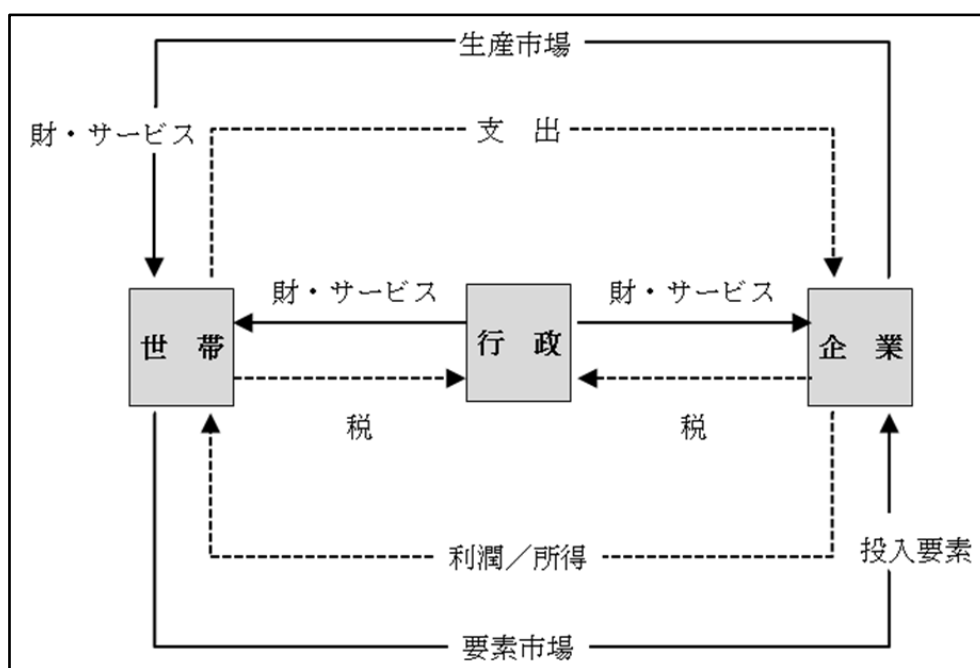 生産市場
財・サービス
支　出
財・サービス
財・サービス
世　帯
行　政
企　業
税
税
利潤／所得
投入要素
要素市場